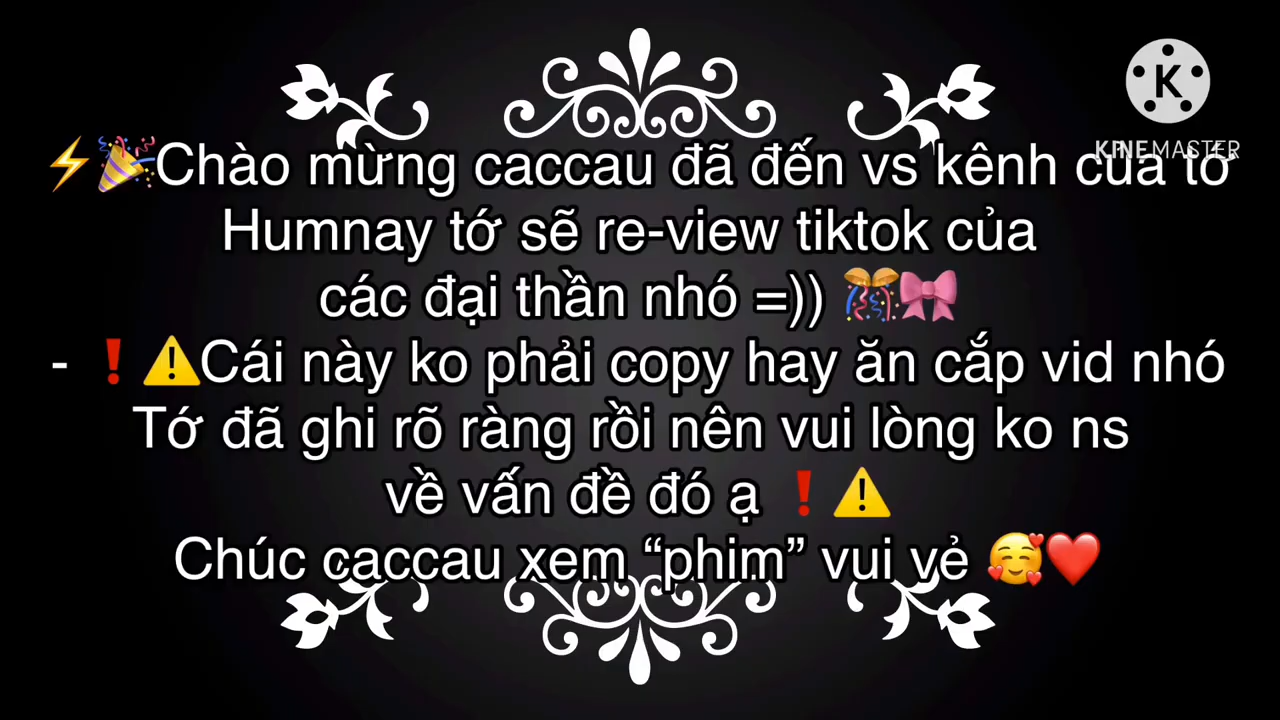 K
KINEMASTER
⚡🎉Chào mừng caccau đã đến vs kênh của tớ
Humnay tớ sẽ re-view tiktok của
các đại thần nhó =)) 🎊🎀
- ❗⚠️Cái này ko phải copy hay ăn cắp vid nhó
Tớ đã ghi rõ ràng rồi nên vui lòng ko ns
về vấn đề đó ạ ❗⚠️
Chúc caccau xem “phim” vui vẻ 🥰❤️